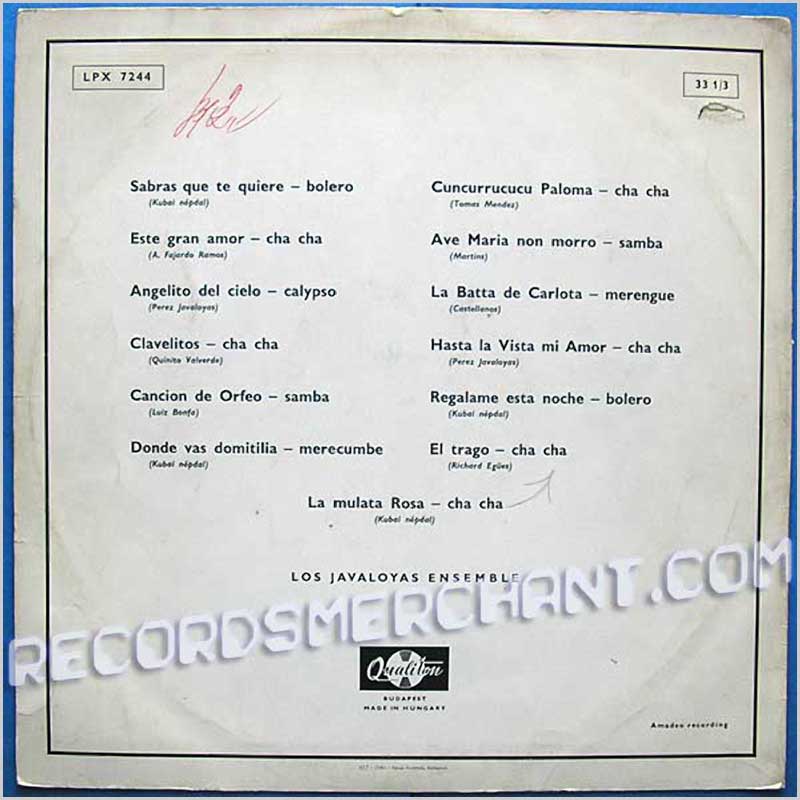 LPX 7244
33 1/3
Sabras que te quiere – bolero
(Kubai népdal)
Este gran amor – cha cha
(A. Fajardo Ramos)
Angelito del cielo – calypso
(Perez Javaloyas)
Clavelitos – cha cha
(Quinito Valverde)
Cancion de Orfeo – samba
(Luiz Bonfa)
Donde vas domitilia – merecumbe
(Kubai népdal)
Cuncurrucucu Paloma – cha cha
(Tomas Mendez)
Ave Maria non morro – samba
(Martins)
La Batta de Carlota – merengue
(Castellanos)
Hasta la Vista mi Amor – cha cha
(Perez Javaloyas)
Regalame esta noche – bolero
(Kubai népdal)
El trago – cha cha
(Richard Egües)
La mulata Rosa – cha cha
(Kubai népdal)
LOS JAVALOYAS ENSEMBLE
RECORDSMERCHANT.COM
Qualiton
BUDAPEST
MADE IN HUNGARY
Amadeo recording